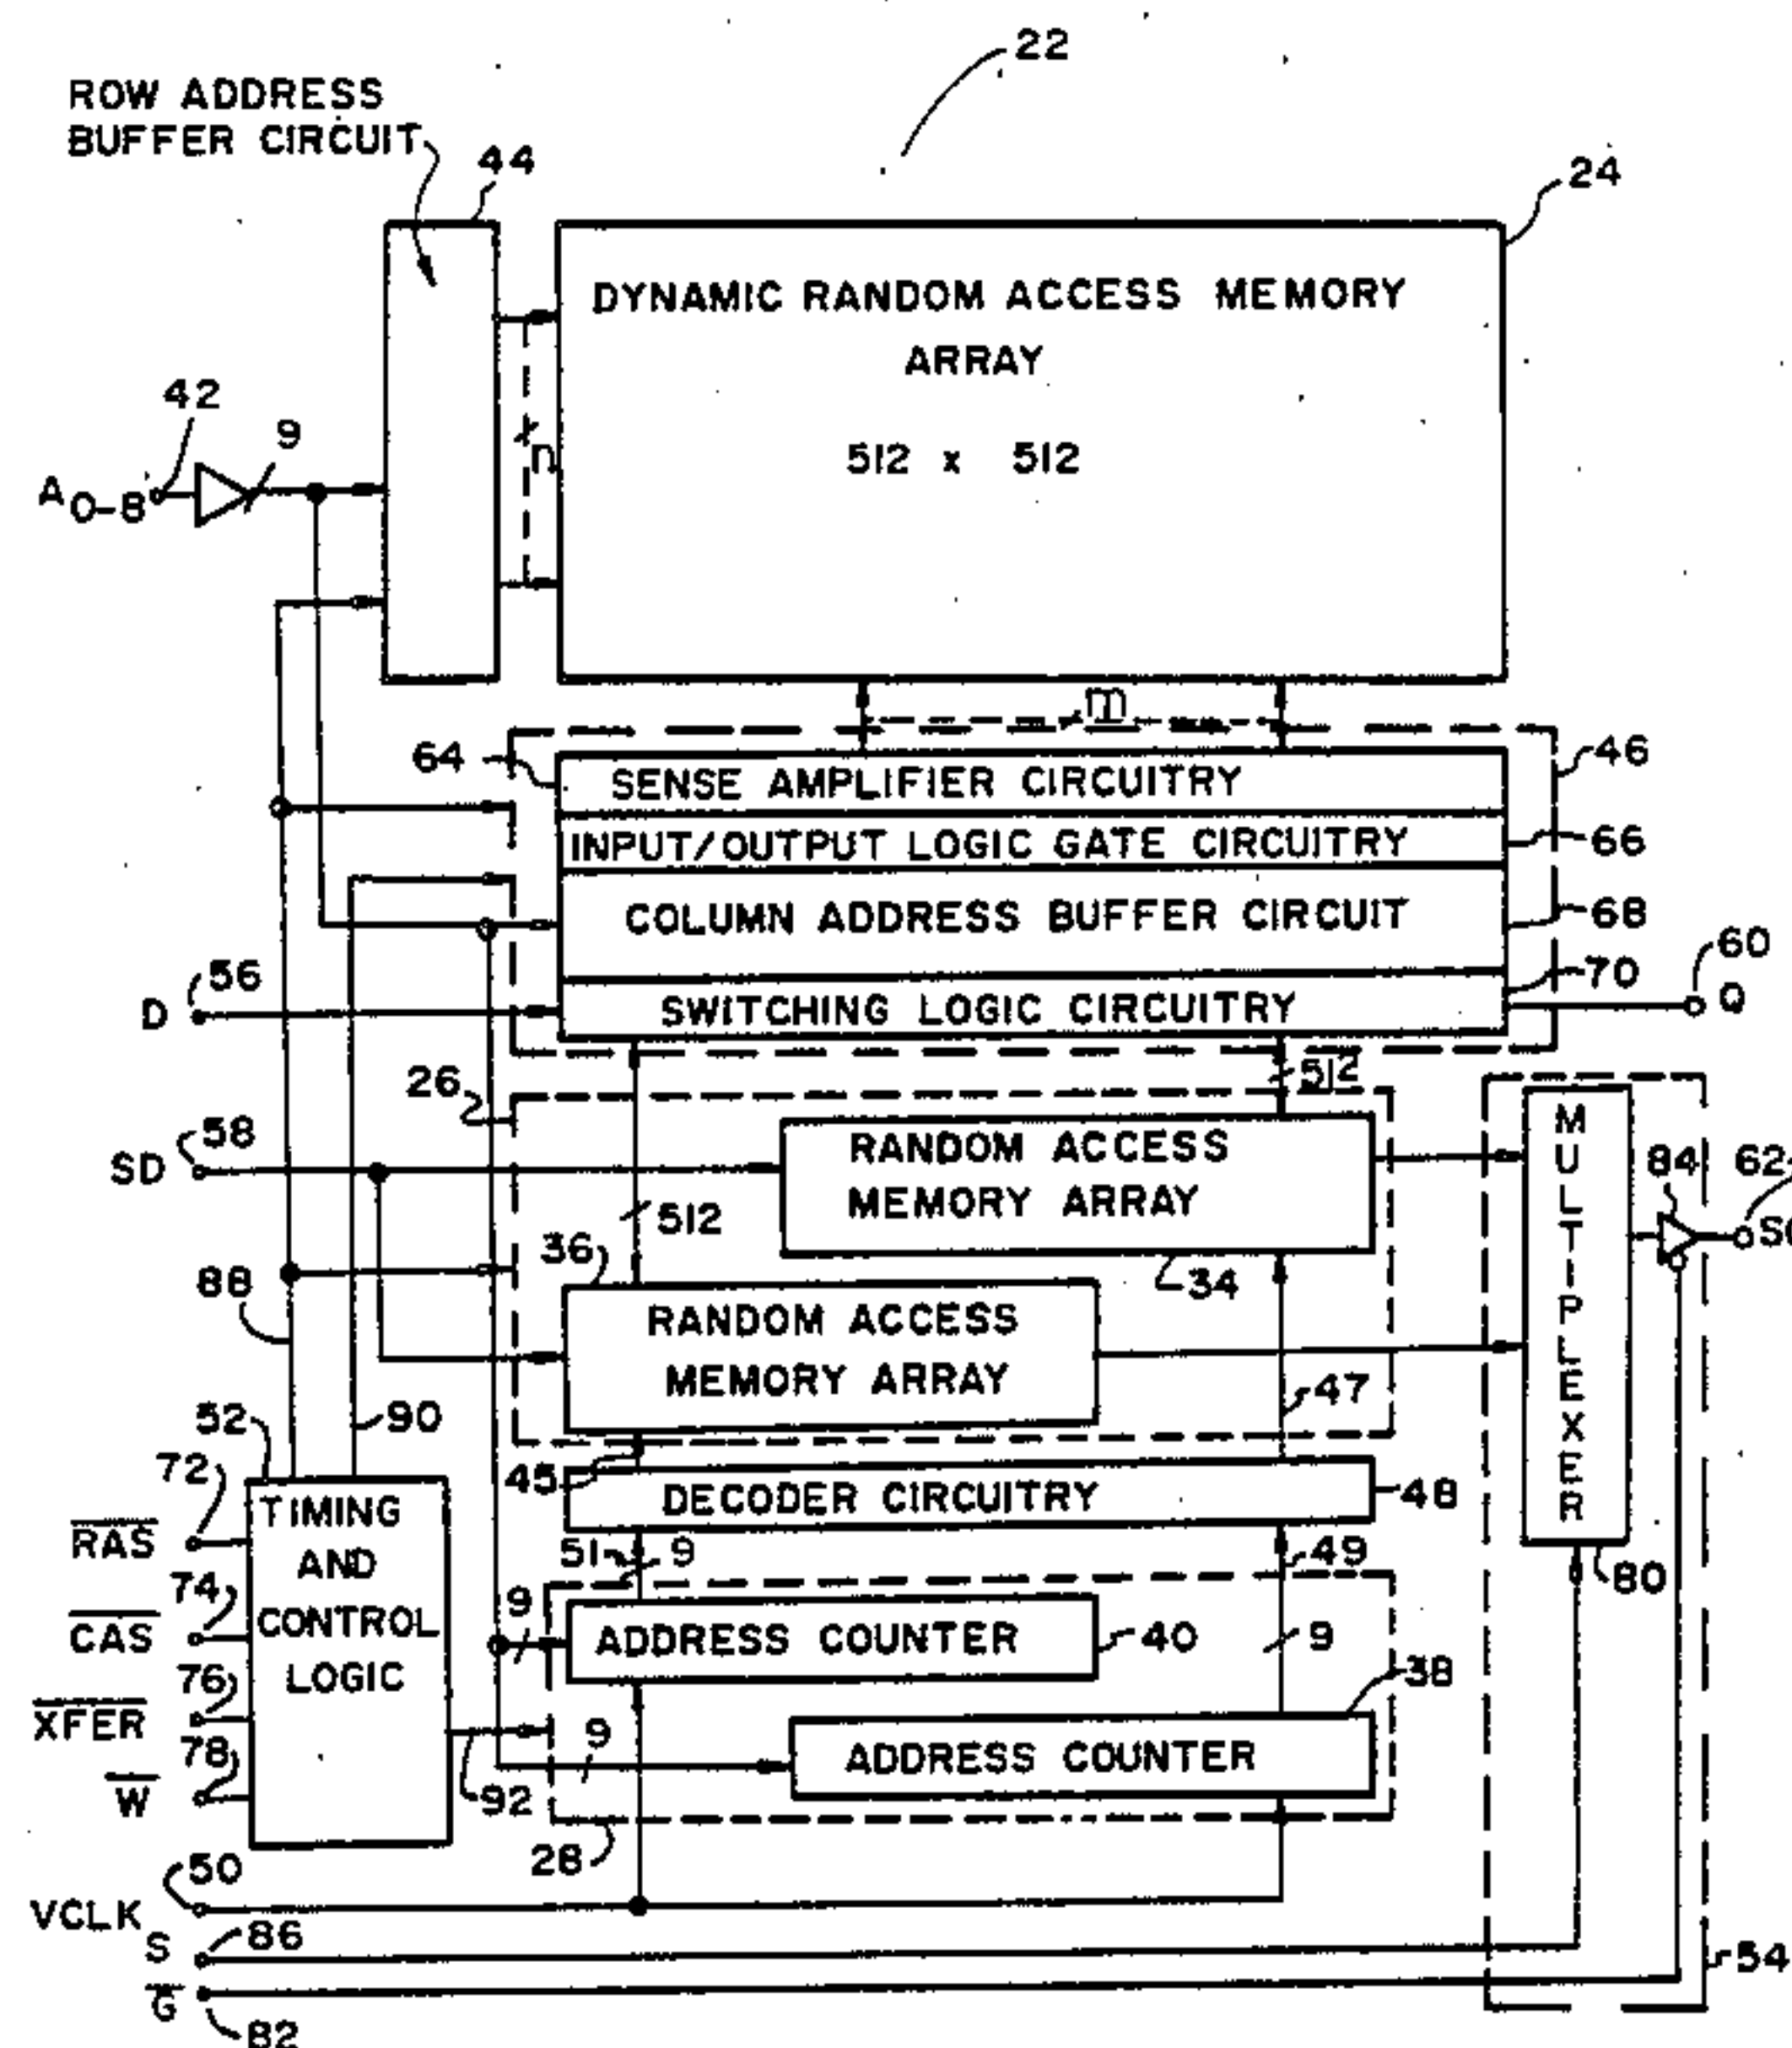 22
ROW ADDRESS
BUFFER CIRCUIT
44
24
DYNAMIC RANDOM ACCESS MEMORY
ARRAY
512 x 512
n
42
9
A0-8
m
64
46
SENSE AMPLIFIER CIRCUITRY
INPUT/OUTPUT LOGIC GATE CIRCUITRY
66
COLUMN ADDRESS BUFFER CIRCUIT
68
60
56
70
D
SWITCHING LOGIC CIRCUITRY
Q
26
512
58
SD
RANDOM ACCESS
MEMORY ARRAY
MULTIPLEXER
84
62
512
36
34
88
RANDOM ACCESS
MEMORY ARRAY
47
52
90
72
45
DECODER CIRCUITRY
48
RAS
TIMING
AND
CONTROL
LOGIC
51
9
49
80
74
CAS
9
ADDRESS COUNTER
40
9
38
76
XFER
9
ADDRESS COUNTER
78
W
92
28
50
VCLK
S
86
54
G
82